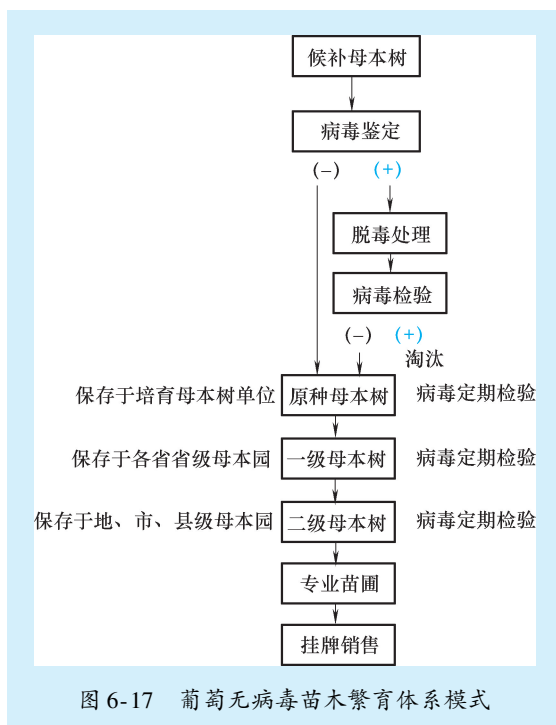 候补母本树
病毒鉴定
(－) (+)
脱毒处理
病毒检验
(－) (+)
淘汰
保存于培育母本树单位 原种母本树 病毒定期检验
保存于各省省级母本园 一级母本树 病毒定期检验
保存于地、市、县级母本园 二级母本树 病毒定期检验
专业苗圃
挂牌销售
图 6-17 葡萄无病毒苗木繁育体系模式